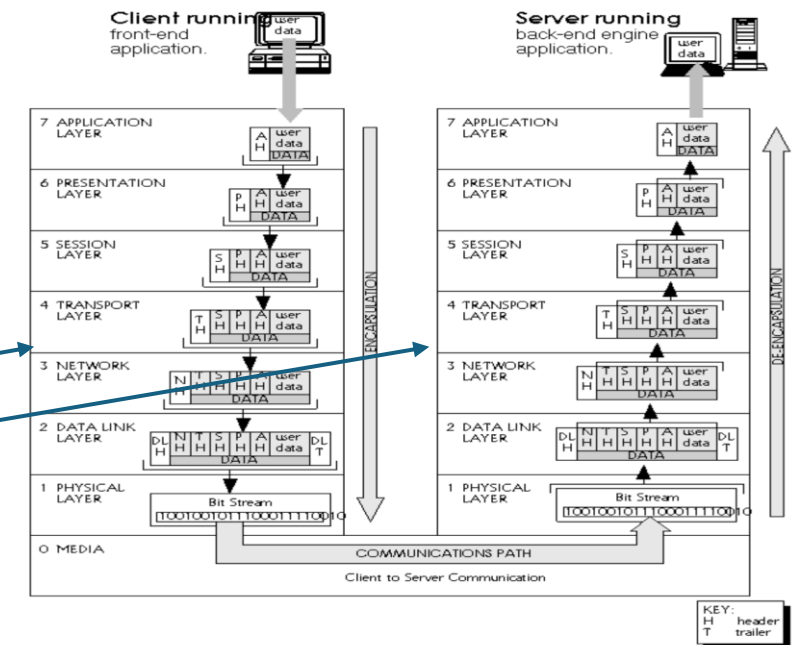 Client running
front-end
application.
user
data
Server running
back-end engine
application.
user
data
7 APPLICATION
LAYER
A
H
user
data
DATA
6 PRESENTATION
LAYER
P
H
A
H
user
data
DATA
5 SESSION
LAYER
S
H
P
H
A
H
user
data
DATA
4 TRANSPORT
LAYER
T
H
S
H
P
H
A
H
user
data
DATA
3 NETWORK
LAYER
N
H
T
H
S
H
P
H
A
H
user
data
DATA
2 DATA LINK
LAYER
DL
H
N
H
T
H
S
H
P
H
A
H
user
data
DL
T
DATA
1 PHYSICAL
LAYER
Bit Stream
1001001011100011110010
ENCAPSULATION
7 APPLICATION
LAYER
A
H
user
data
DATA
6 PRESENTATION
LAYER
P
H
A
H
user
data
DATA
5 SESSION
LAYER
S
H
P
H
A
H
user
data
DATA
4 TRANSPORT
LAYER
T
H
S
H
P
H
A
H
user
data
DATA
3 NETWORK
LAYER
N
H
T
H
S
H
P
H
A
H
user
data
DATA
2 DATA LINK
LAYER
DL
H
N
H
T
H
S
H
P
H
A
H
user
data
DL
T
DATA
1 PHYSICAL
LAYER
Bit Stream
1001001011100011110010
DE-ENCAPSULATION
0 MEDIA
COMMUNICATIONS PATH
Client to Server Communication
KEY:
H header
T trailer